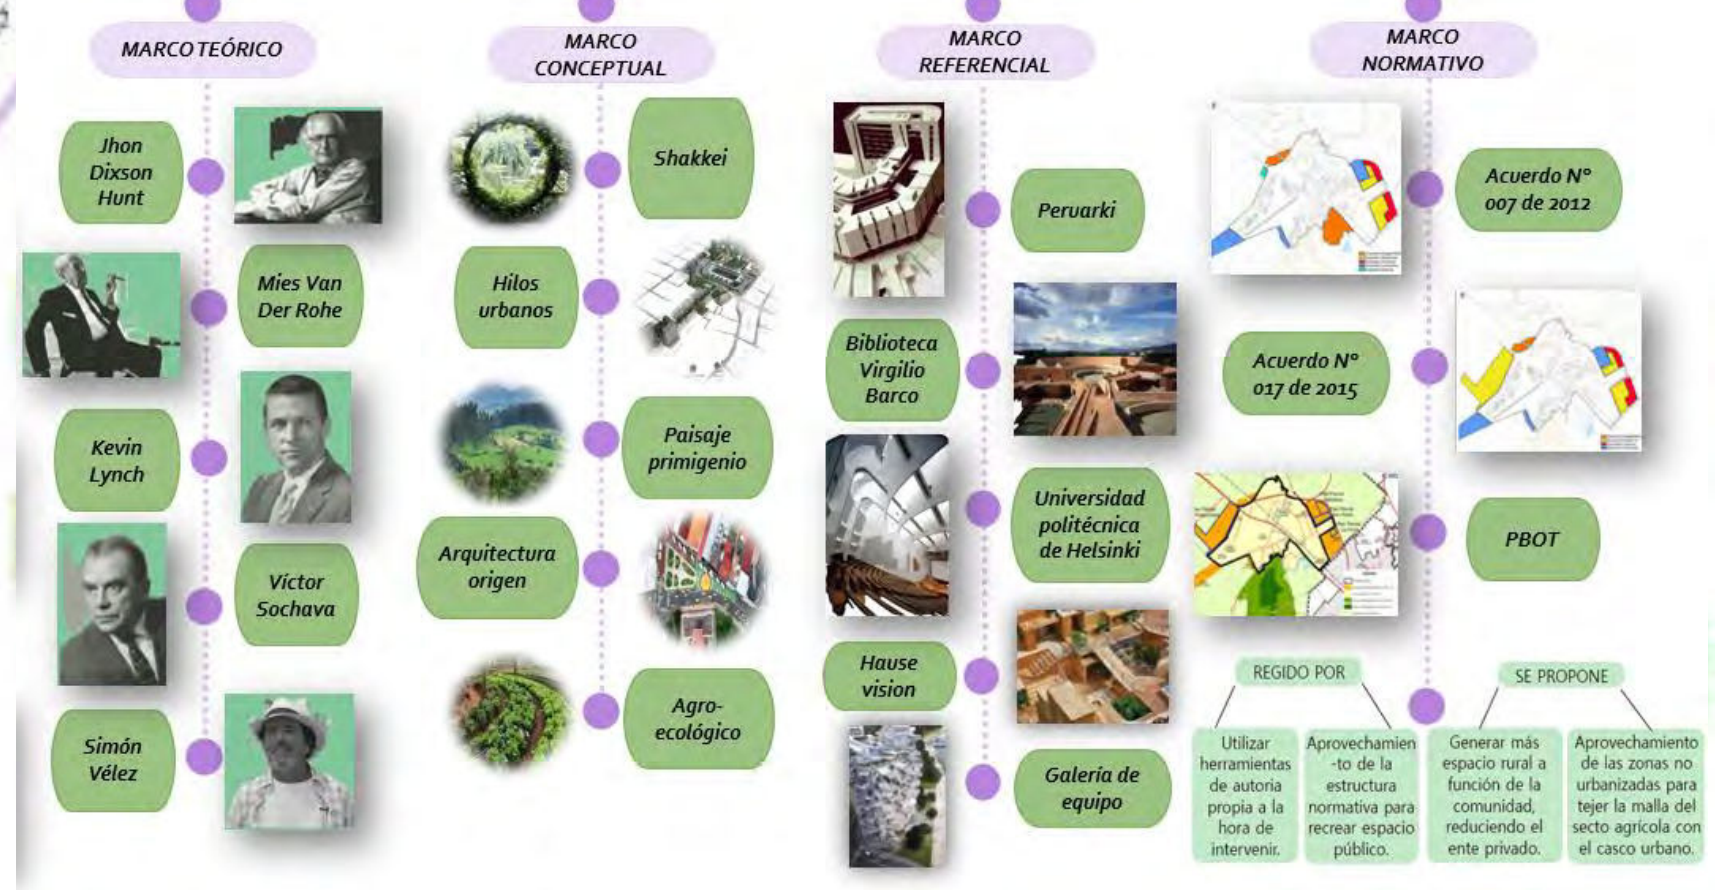 MARCO TEÓRICO
Jhon
Dixson
Hunt
Mies Van
Der Rohe
Kevin
Lynch
Víctor
Sochava
Simón
Vélez
MARCO
CONCEPTUAL
Shakkei
Hilos
urbanos
Paisaje
primigenio
Arquitectura
origen
Agro-
ecológico
MARCO
REFERENCIAL
Peruarki
Biblioteca
Virgilio
Barco
Universidad
politécnica
de Helsinki
Hause
vision
Galería de
equipo
MARCO
NORMATIVO
Acuerdo N°
007 de 2012
Acuerdo N°
017 de 2015
PBOT
REGIDO POR
Utilizar
herramientas
de autoria
propia a la
hora de
intervenir.
Aprovechamien
-to de la
estructura
normativa para
recrear espacio
público.
SE PROPONE
Generar más
espacio rural a
función de la
comunidad,
reduciendo el
ente privado.
Aprovechamiento
de las zonas no
urbanizadas para
tejer la malla del
secto agrícola con
el casco urbano.